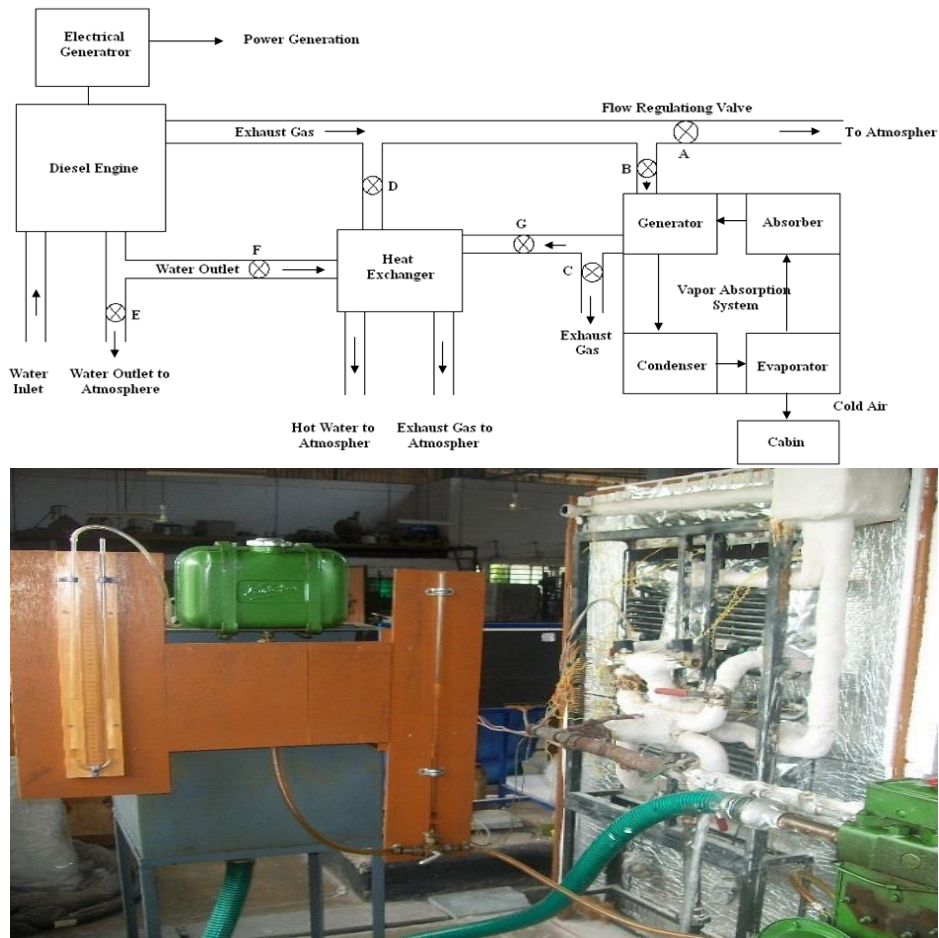 Electrical
Generatror
Power Generation
Flow Regulationg Valve
Exhaust Gas
To Atmospher
A
B
Diesel Engine
D
Generator
Absorber
G
F
Heat
Exchanger
Water Outlet
C
Vapor Absorption
System
E
Exhaust
Gas
Water
Inlet
Water Outlet to
Atmosphere
Condenser
Evaporator
Cold Air
Hot Water to
Atmospher
Exhaust Gas to
Atmospher
Cabin